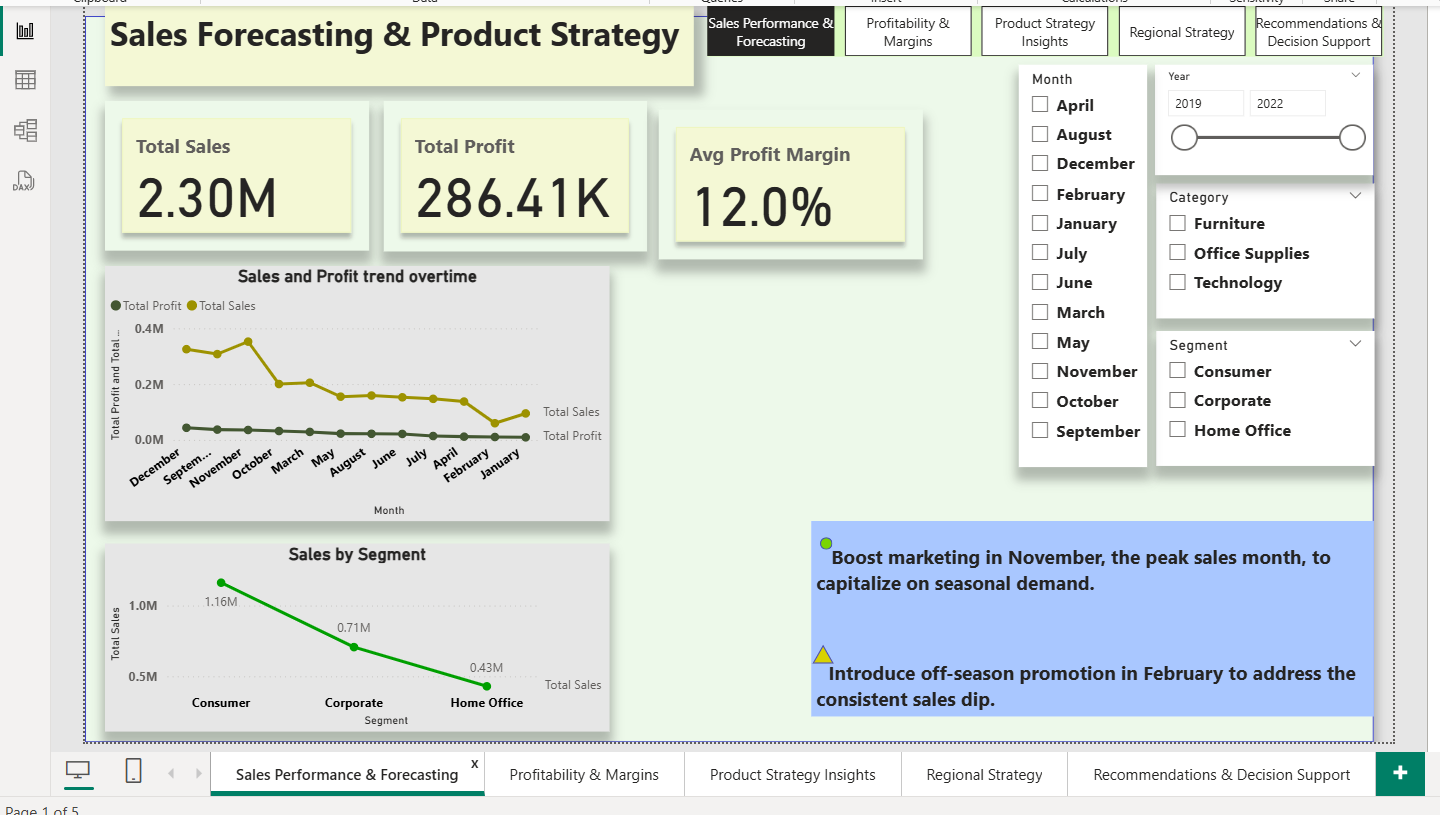 Clipboard
Data
Queries
Insert
Calculations
Sensitivity
Share
Sales Forecasting & Product Strategy
Sales Performance &
Forecasting
Profitability &
Margins
Product Strategy
Insights
Regional Strategy
Recommendations &
Decision Support
DAX
Total Sales
2.30M
Total Profit
286.41K
Avg Profit Margin
12.0%
Month
April
August
December
February
January
July
June
March
May
November
October
September
Year
2019
2022
Category
Furniture
Office Supplies
Technology
Segment
Consumer
Corporate
Home Office
Sales and Profit trend overtime
Total Profit
Total Sales
Total Profit and Total ...
0.4M
0.2M
0.0M
Total Sales
Total Profit
December
Septem...
November
October
March
May
August
June
July
April
February
January
Month
Sales by Segment
Total Sales
1.0M
0.5M
1.16M
0.71M
0.43M
Total Sales
Consumer
Corporate
Home Office
Segment
Boost marketing in November, the peak sales month, to
capitalize on seasonal demand.
Introduce off-season promotion in February to address the
consistent sales dip.
Sales Performance & Forecasting
x
Profitability & Margins
Product Strategy Insights
Regional Strategy
Recommendations & Decision Support
+
Page 1 of 5